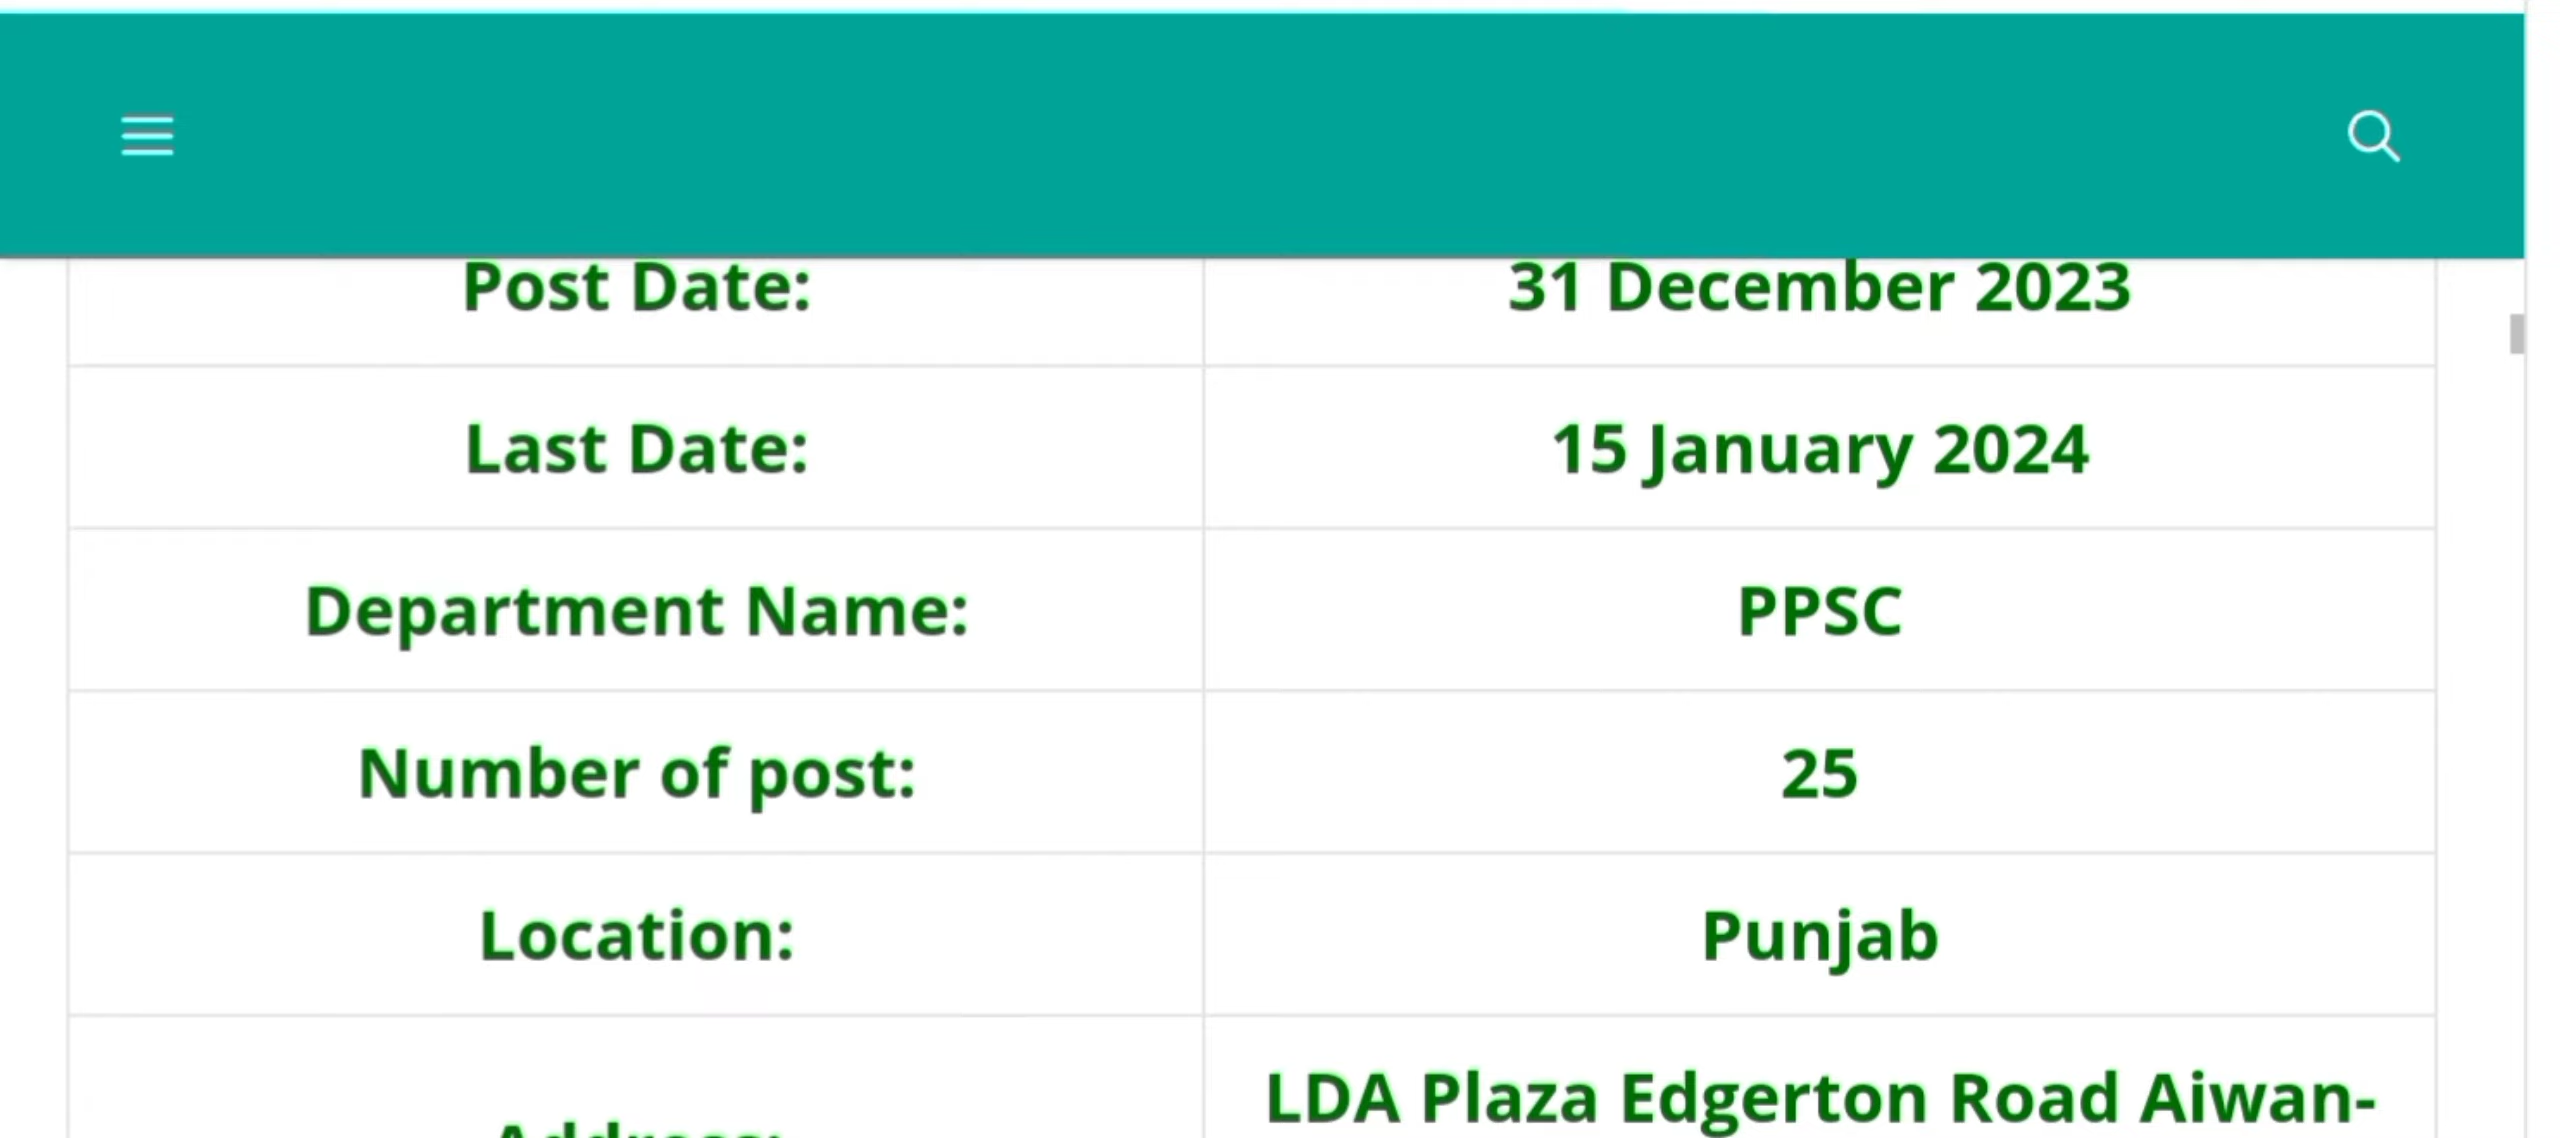 Post Date: 31 December 2023
Last Date: 15 January 2024
Department Name: PPSC
Number of post: 25
Location: Punjab
Address: LDA Plaza Edgerton Road Aiwan-